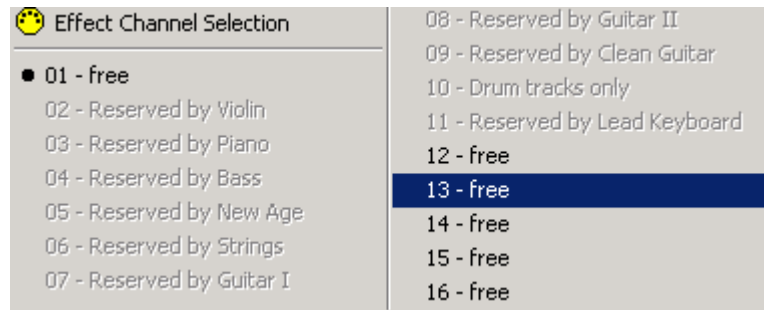 Effect Channel Selection
01 - free
02 - Reserved by Violin
03 - Reserved by Piano
04 - Reserved by Bass
05 - Reserved by New Age
06 - Reserved by Strings
07 - Reserved by Guitar I
08 - Reserved by Guitar II
09 - Reserved by Clean Guitar
10 - Drum tracks only
11 - Reserved by Lead Keyboard
12 - free
13 - free
14 - free
15 - free
16 - free